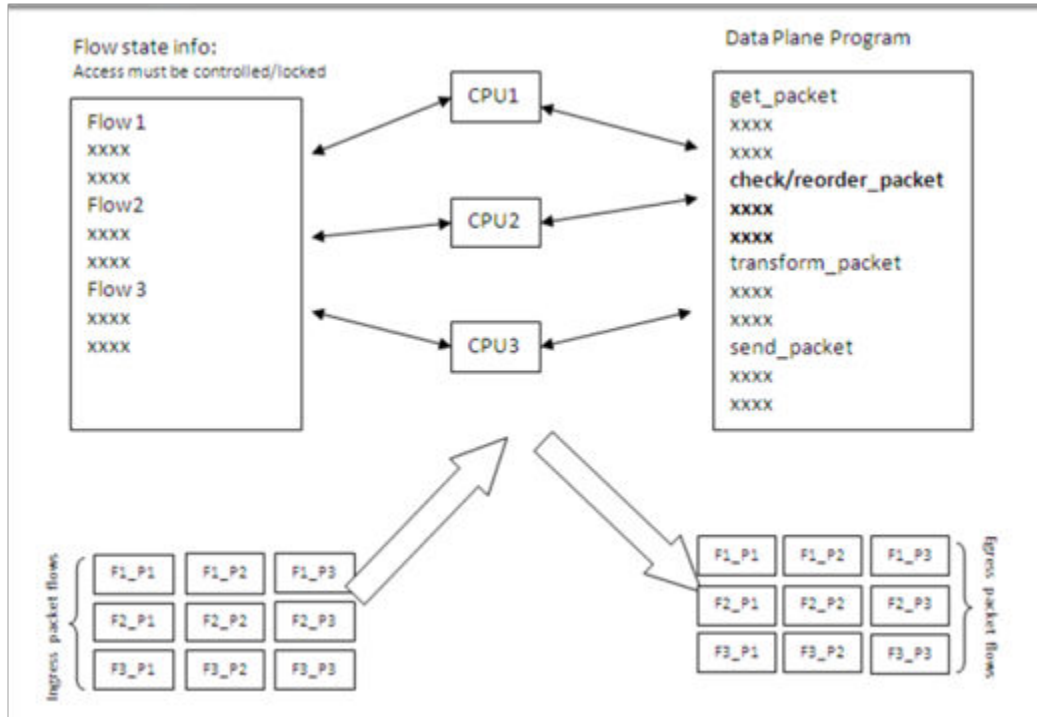 Flow state info:
Access must be controlled/locked
Flow 1
xxxx
xxxx
Flow2
xxxx
xxxx
Flow 3
xxxx
xxxx
CPU1
CPU2
CPU3
Data Plane Program
get_packet
xxxx
xxxx
check/reorder_packet
xxxx
xxxx
transform_packet
xxxx
xxxx
send_packet
xxxx
xxxx
Ingress packet flows
F1_P1 F1_P2 F1_P3
F2_P1 F2_P2 F2_P3
F3_P1 F3_P2 F3_P3
F1_P1 F1_P2 F1_P3
F2_P1 F2_P2 F2_P3
F3_P1 F3_P2 F3_P3
Egress packet flows